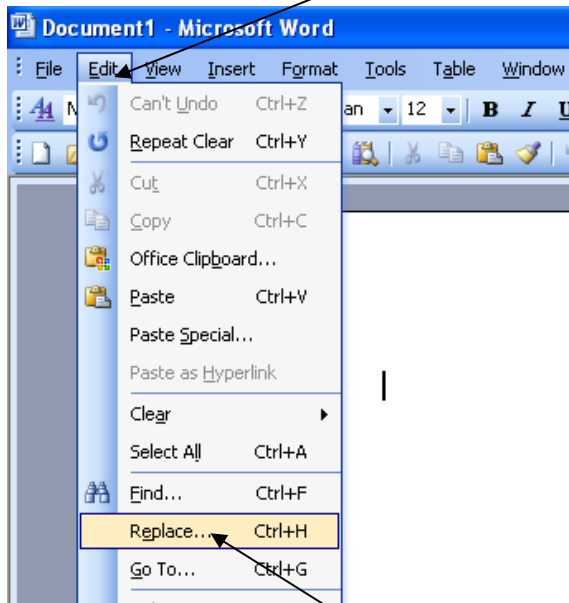 Document1 - Microsoft Word
File Edit View Insert Format Tools Table Window
A4 an 12 B I U
Can't Undo Ctrl+Z
Repeat Clear Ctrl+Y
Cut Ctrl+X
Copy Ctrl+C
Office Clipboard...
Paste Ctrl+V
Paste Special...
Paste as Hyperlink
Clear
Select All Ctrl+A
Find... Ctrl+F
Replace... Ctrl+H
Go To... Ctrl+G